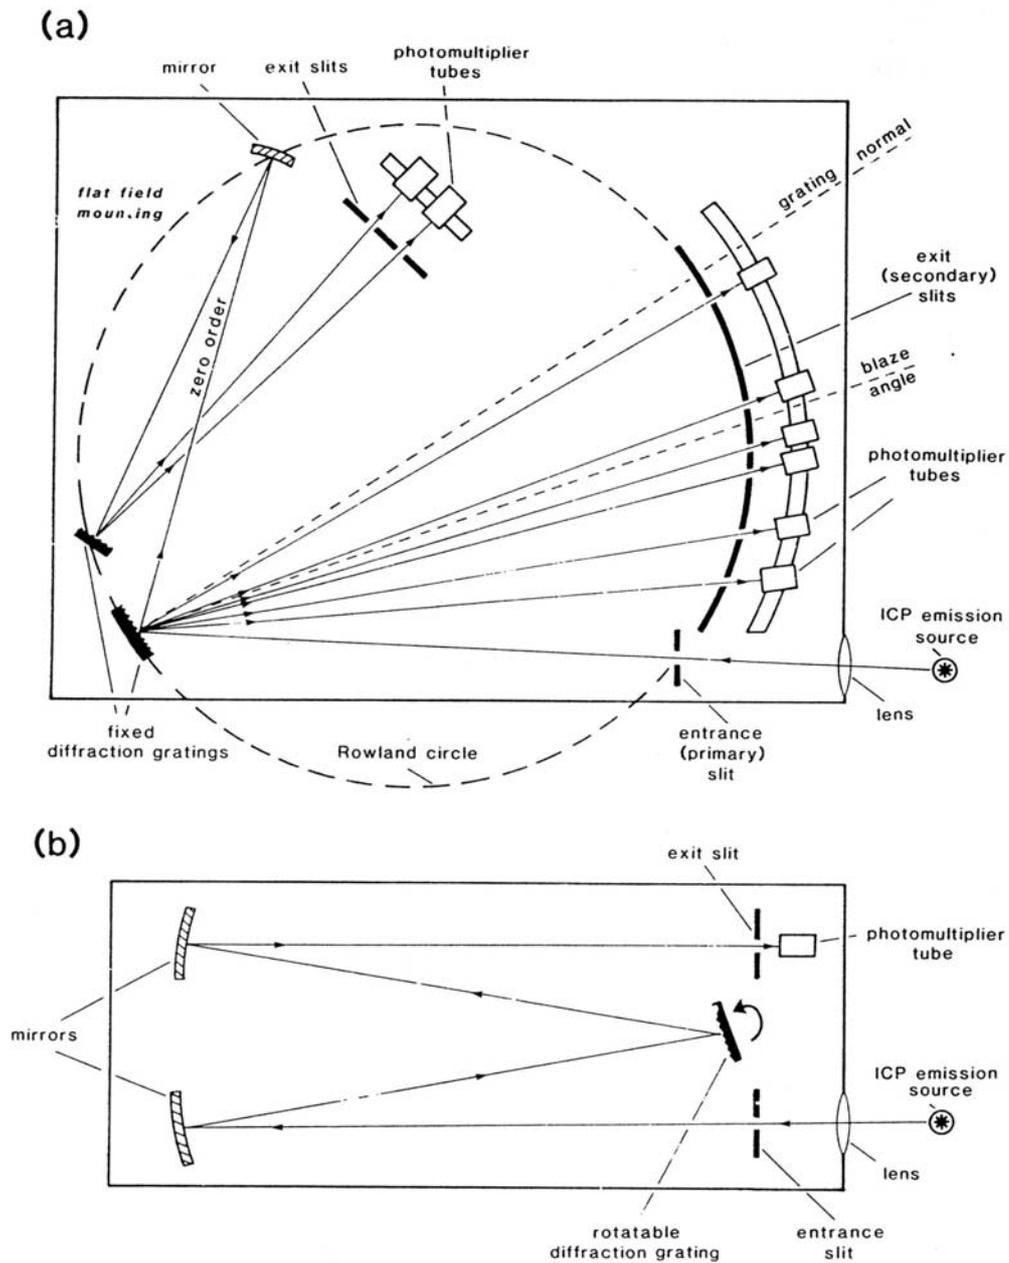 (a)
mirror
exit slits
photomultiplier
tubes
grating normal
flat field
mounting
exit
(secondary)
slits
zero order
blaze
angle
photomultiplier
tubes
ICP emission
source
lens
fixed
diffraction gratings
Rowland circle
entrance
(primary)
slit
(b)
exit slit
photomultiplier
tube
mirrors
ICP emission
source
lens
rotatable
diffraction grating
entrance
slit